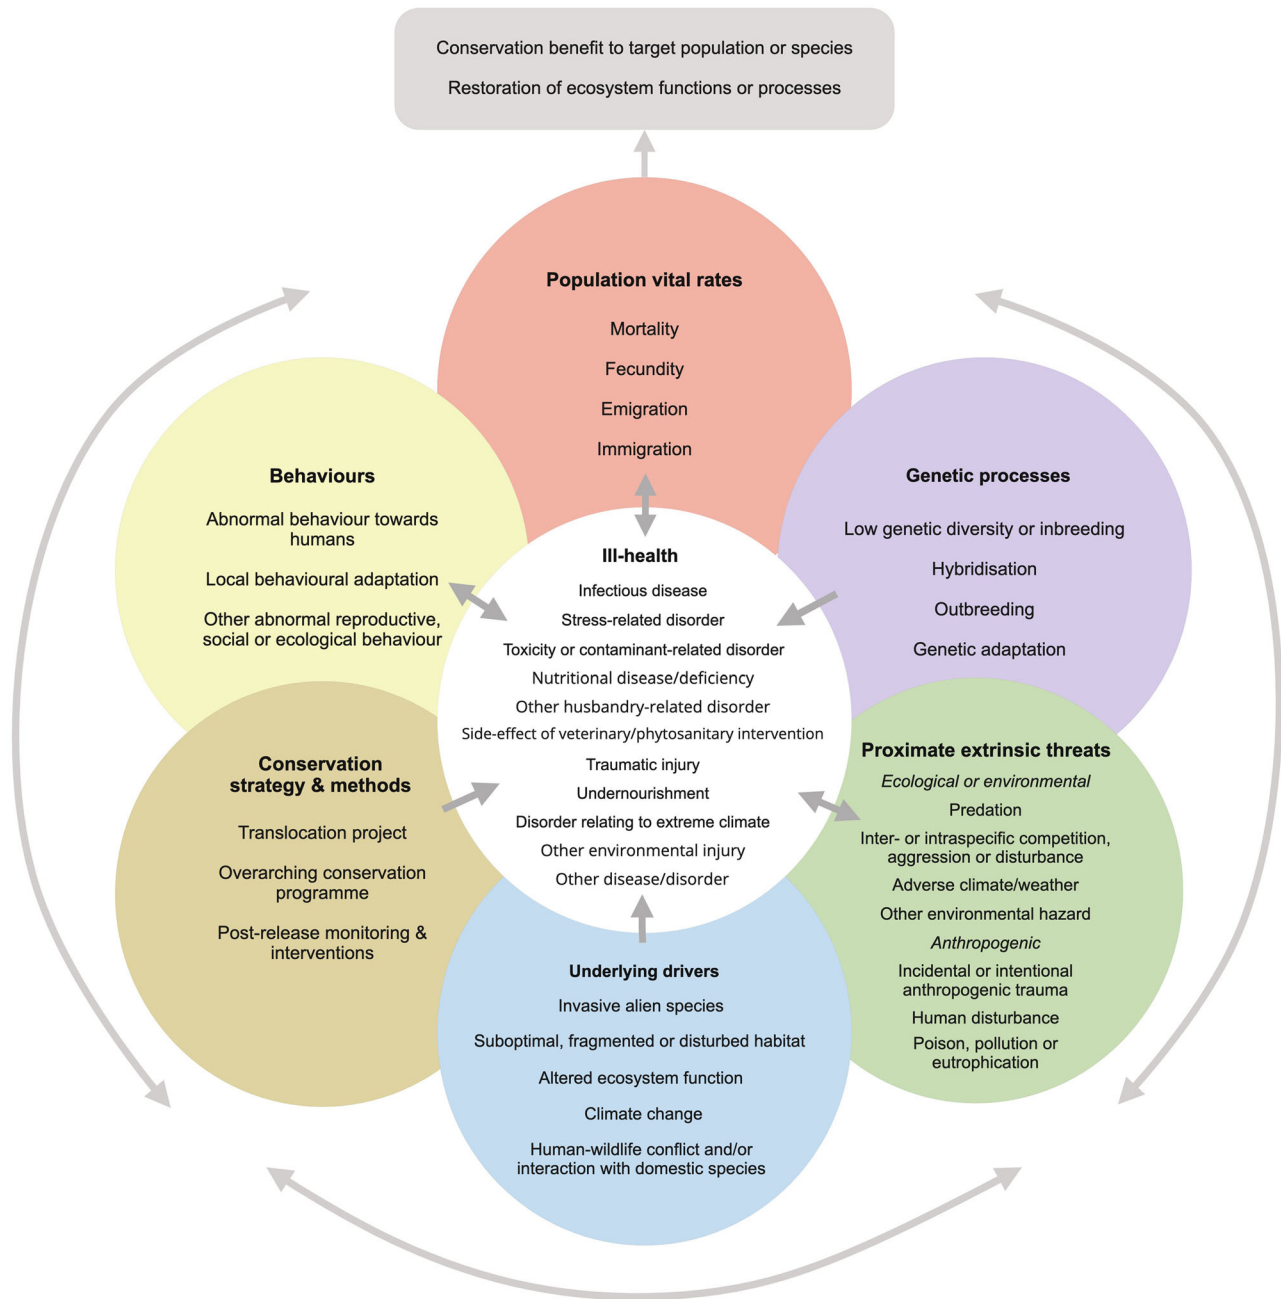 Conservation benefit to target population or species
Restoration of ecosystem functions or processes
Population vital rates
Mortality
Fecundity
Emigration
Immigration
Behaviours
Abnormal behaviour towards
humans
Local behavioural adaptation
Other abnormal reproductive,
social or ecological behaviour
Genetic processes
Low genetic diversity or inbreeding
Hybridisation
Outbreeding
Genetic adaptation
Ill-health
Infectious disease
Stress-related disorder
Toxicity or contaminant-related disorder
Nutritional disease/deficiency
Other husbandry-related disorder
Side-effect of veterinary/phytosanitary intervention
Traumatic injury
Undernourishment
Disorder relating to extreme climate
Other environmental injury
Other disease/disorder
Conservation
strategy & methods
Translocation project
Overarching conservation
programme
Post-release monitoring &
interventions
Proximate extrinsic threats
Ecological or environmental
Predation
Inter- or intraspecific competition,
aggression or disturbance
Adverse climate/weather
Other environmental hazard
Anthropogenic
Incidental or intentional
anthropogenic trauma
Human disturbance
Poison, pollution or
eutrophication
Underlying drivers
Invasive alien species
Suboptimal, fragmented or disturbed habitat
Altered ecosystem function
Climate change
Human-wildlife conflict and/or
interaction with domestic species